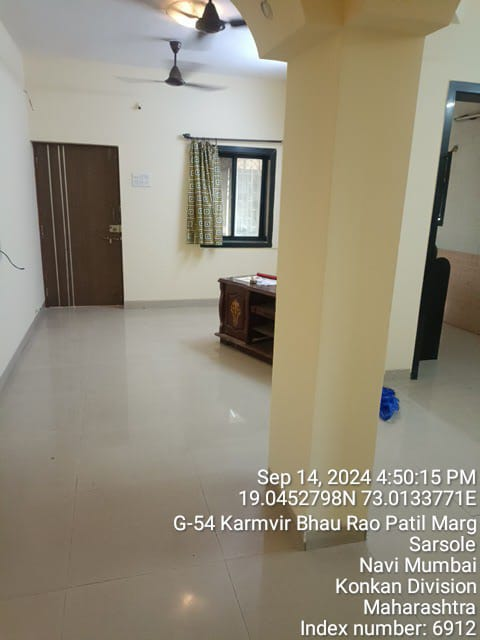 Sep 14, 2024 4:50:15 PM
19.0452798N 73.0133771E
G-54 Karmvir Bhau Rao Patil Marg
Sarsole
Navi Mumbai
Konkan Division
Maharashtra
Index number: 6912